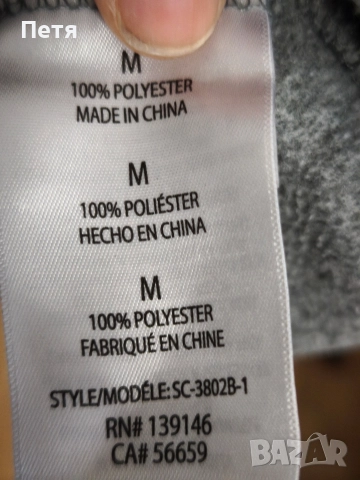 Петя
M
100% POLYESTER
MADE IN CHINA
M
100% POLIÉSTER
HECHO EN CHINA
M
100% POLYESTER
FABRIQUÉ EN CHINE
STYLE/MODÉLE: SC-3802B-1
RN# 139146
CA# 56659
BAZAR